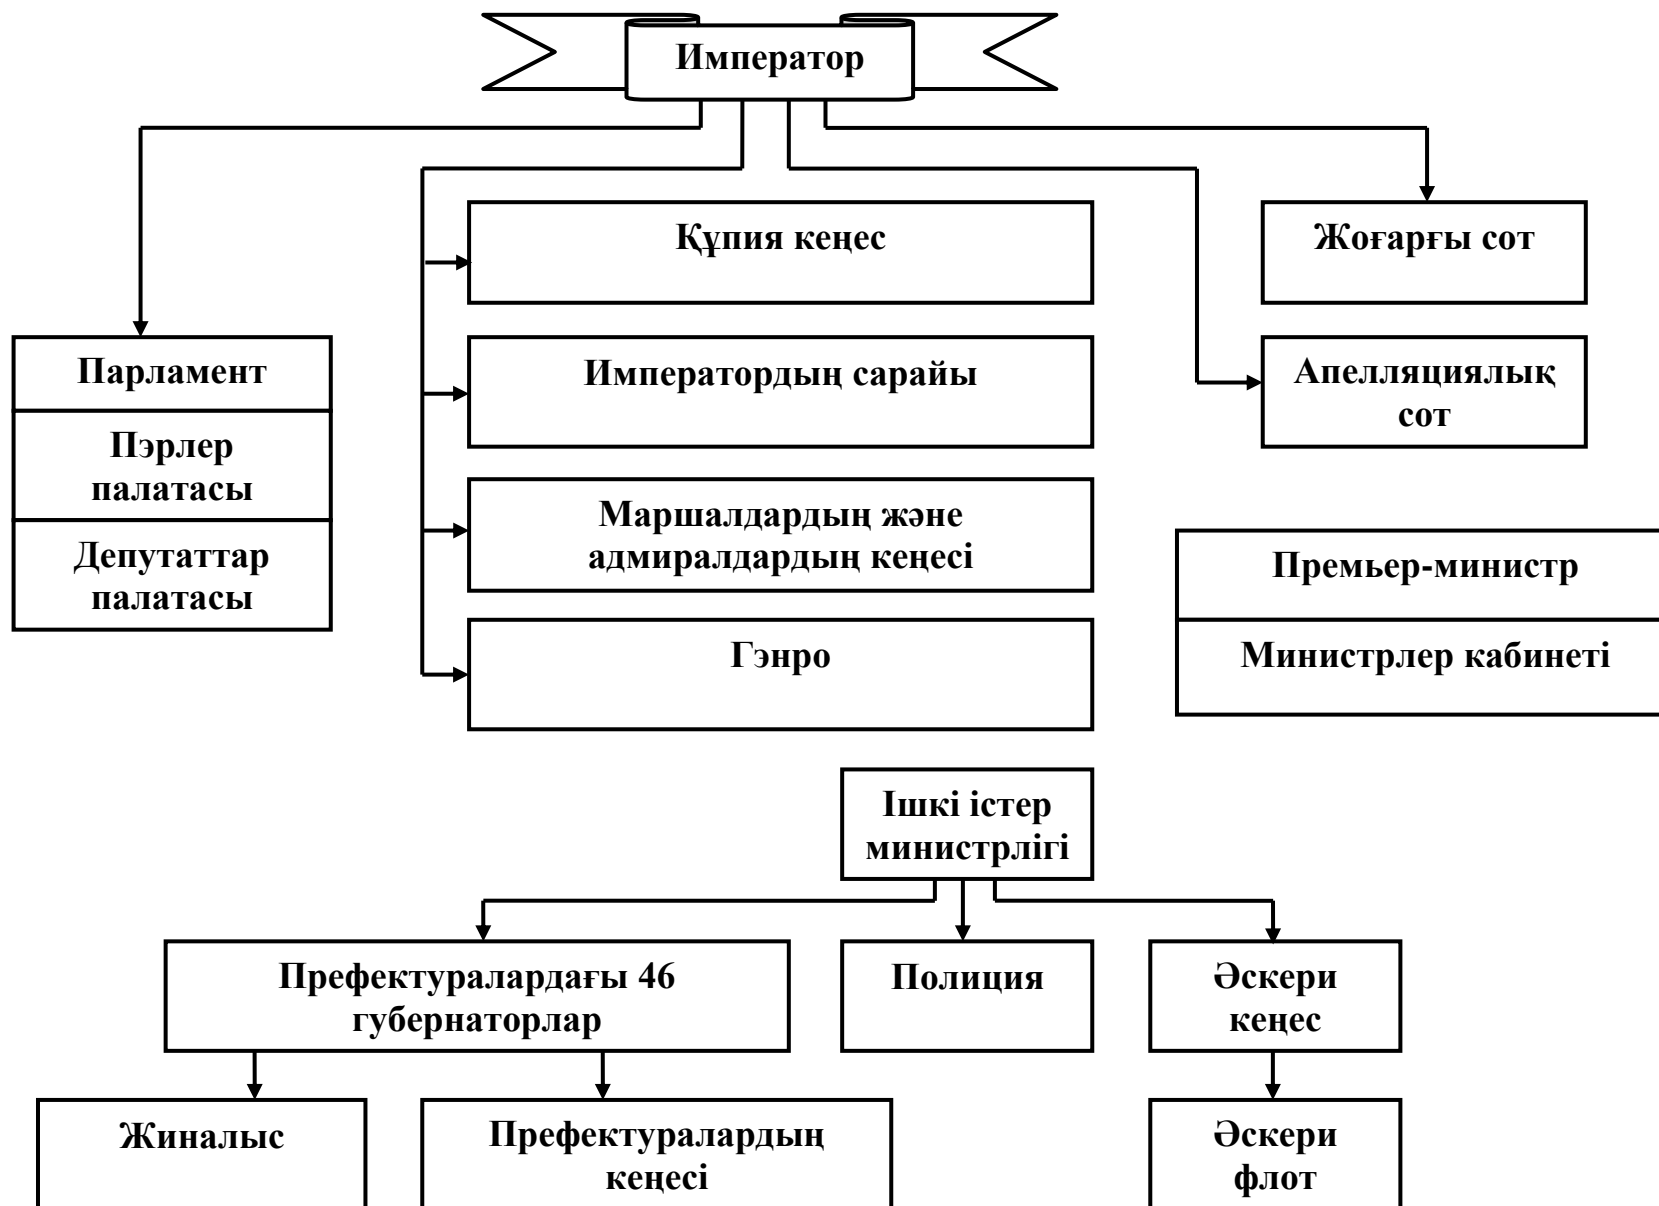 Император
Құпия кеңес
Жоғарғы сот
Парламент
Императордың сарайы
Апелляциялық
сот
Пэрлер
палатасы
Маршалдардың және
адмиралдардың кеңесі
Депутаттар
палатасы
Премьер-министр
Гэнро
Министрлер кабинеті
Ішкі істер
министрлігі
Префектуралардағы 46
губернаторлар
Полиция
Әскери
кеңес
Жиналыс
Префектуралардың
кеңесі
Әскери
флот